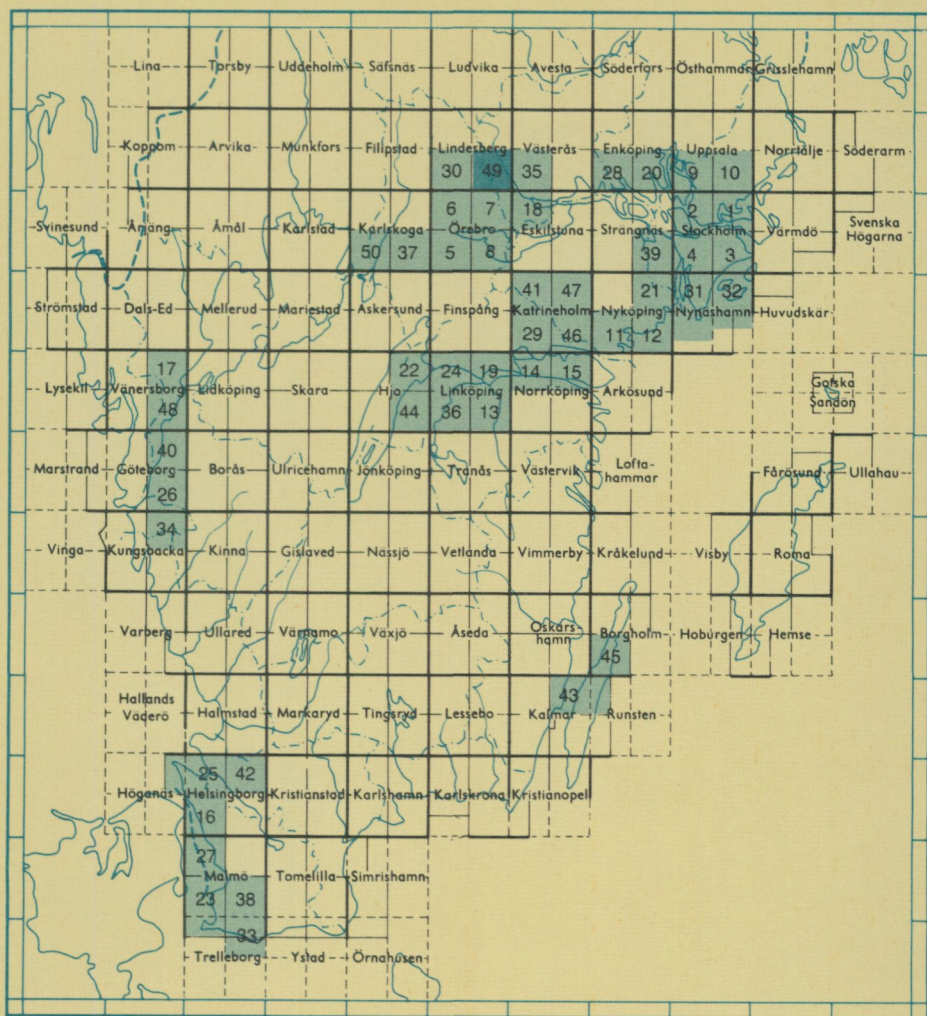 Lina Torsby Uddeholm Säfsnäs Ludvika Avesta Söderfors Östhammar Grisslehamn
Koppom Arvika Munkfors Filipstad Lindesberg Västerås Enköping Uppsala Norrtälje Söderarm
30 49 35 28 20 9 10
6 7 18 2 1
Svinesund Årjäng Åmål Karlstad Karlskoga Örebro Eskilstuna Strängnäs Stockholm Värmdö Svenska Högarna
50 37 5 8 39 4 3
41 47 21 31 32
Strömstad Dals-Ed Mellerud Mariestad Askersund Finspång Katrineholm Nyköping Nynäshamn Huvudskär
29 46 11 12
17 22 24 19 14 15
Lysekil Vänersborg Lidköping Skara Hjo Linköping Norrköping Arkösund Gotska Sandön
48 44 36 13
40
Marstrand Göteborg Borås Ulricehamn Jönköping Tranås Västervik Lofta-hammar Fårösund Ullahau
26
34
Vinga Kungsbacka Kinna Gislaved Nässjö Vetlanda Vimmerby Kråkelund Visby Roma
Varberg Ullared Värnamo Växjö Åseda Oskars-hamn Borgholm Hoburgen Hemse
45
43
Hallands Väderö Halmstad Markaryd Tingsryd Lessebo Kalmar Runsten
25 42
Höganäs Helsingborg Kristianstad Karlshamn Karlskrona Kristianopel
16
27
Malmö Tomelilla Simrishamn
23 38
33
Trelleborg Ystad Örnahusen